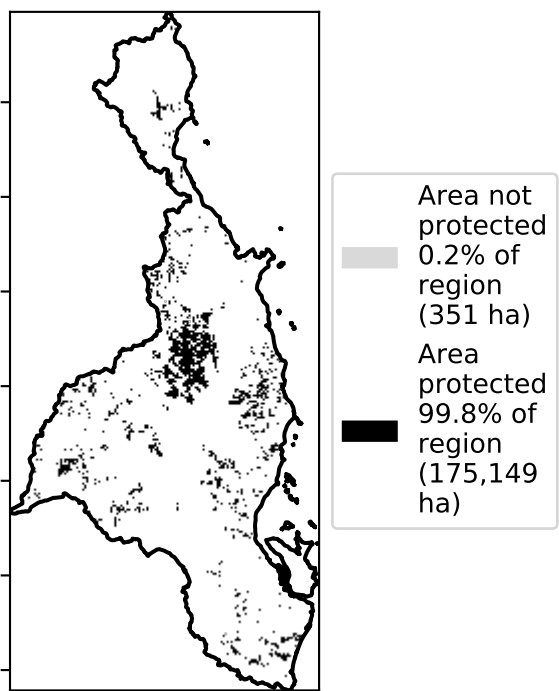 Area not
protected
0.2% of
region
(351 ha)
Area
protected
99.8% of
region
(175,149
ha)